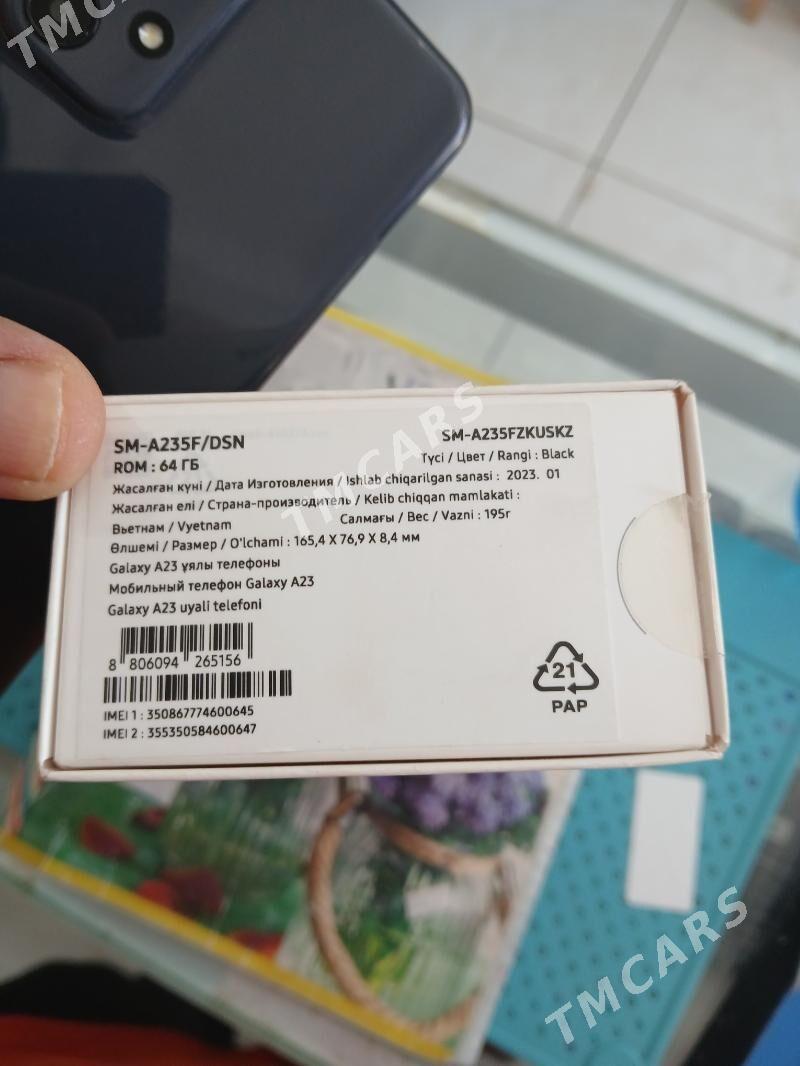 TMCARS
TMCARS
SM-A235F/DSN
SM-A235FZKUSKZ
ROM : 64 ГБ
Түсі / Цвет / Rangi : Black
Жасалған күні / Дата Изготовления / Ishlab chiqarilgan sanasi : 2023. 01
Жасалған елі / Страна-производитель / Kelib chiqqan mamlakati :
Вьетнам / Vyetnam
Салмағы / Вес / Vazni : 195г
Өлшемі / Размер / O'lchami : 165,4 X 76,9 X 8,4 мм
Galaxy A23 ұялы телефоны
Мобильный телефон Galaxy A23
Galaxy A23 uyali telefoni
8 806094 265156
IMEI 1 : 350867774600645
IMEI 2 : 355350584600647
21
PAP
TMCARS
TMCARS